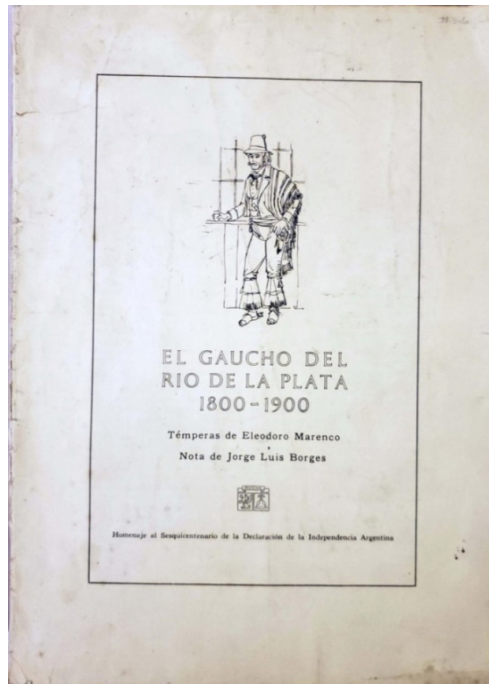 EL GAUCHO DEL
RIO DE LA PLATA
1800-1900
Témperas de Eleodoro Marenco
Nota de Jorge Luis Borges
Homenaje al Sesquicentenario de la Declaración de la Independencia Argentina